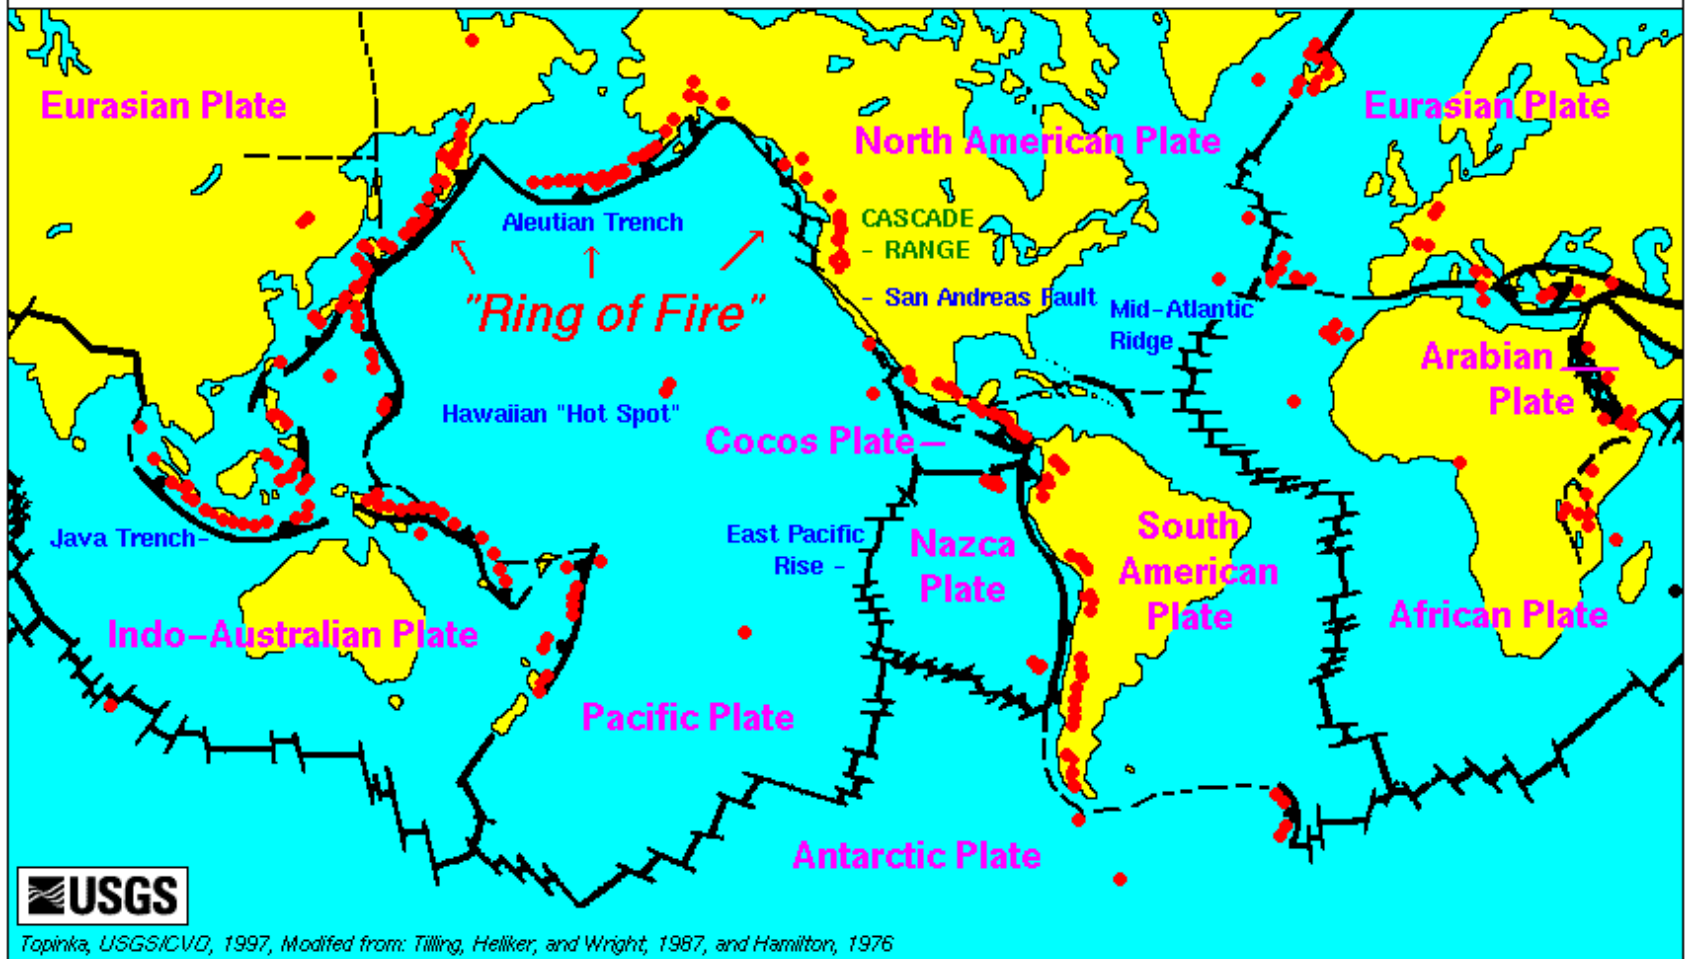 Eurasian Plate
Eurasian Plate
North American Plate
Aleutian Trench
CASCADE
- RANGE
"Ring of Fire"
- San Andreas Fault
Mid-Atlantic
Ridge
Arabian
Plate
Hawaiian "Hot Spot"
Cocos Plate
Java Trench-
East Pacific
Rise -
Nazca
Plate
South
American
Plate
African Plate
Indo-Australian Plate
Pacific Plate
Antarctic Plate
USGS
Topinka, USGS/CVO, 1997, Modifed from: Tilling, Heliker, and Wright, 1987, and Hamilton, 1976